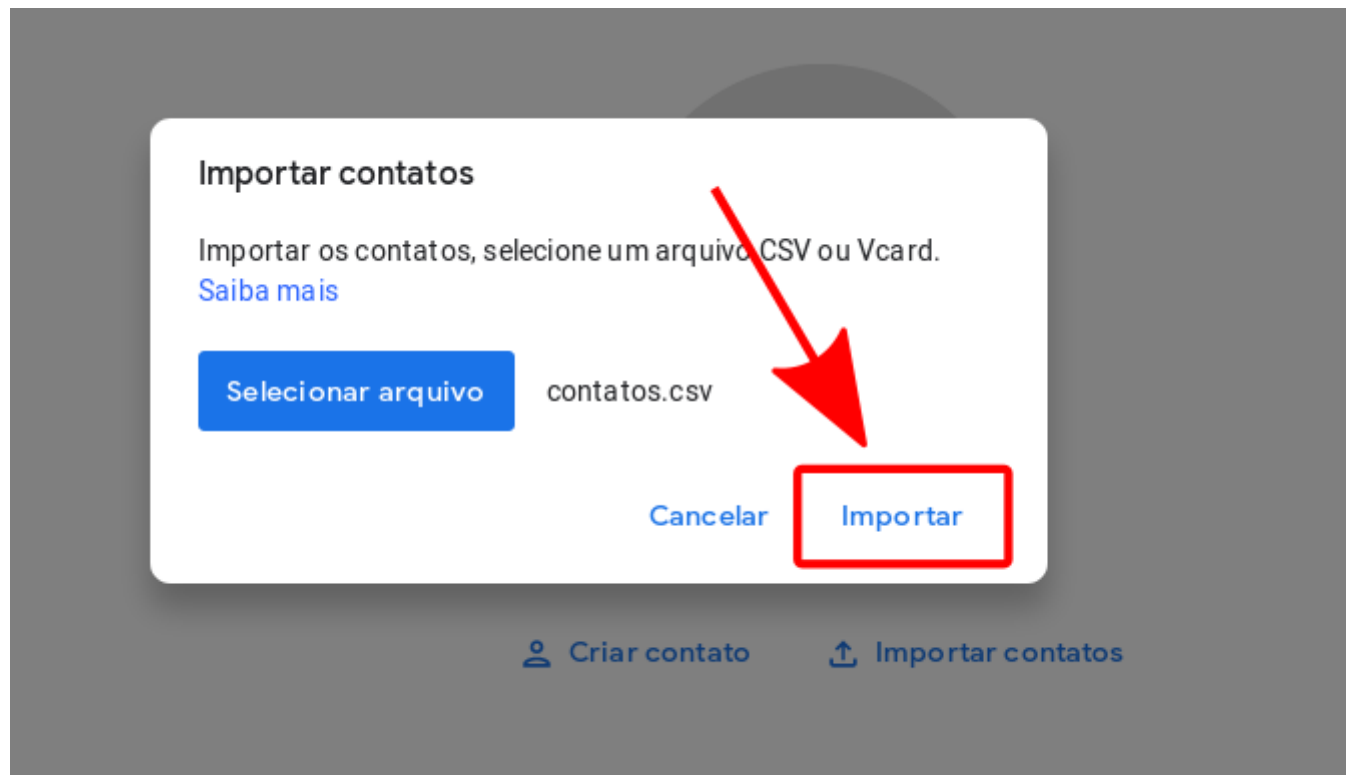 Importar contatos
Importar os contatos, selecione um arquivo CSV ou Vcard.
Saiba mais
Selecionar arquivo contatos.csv
Cancelar Importar
Criar contato Importar contatos